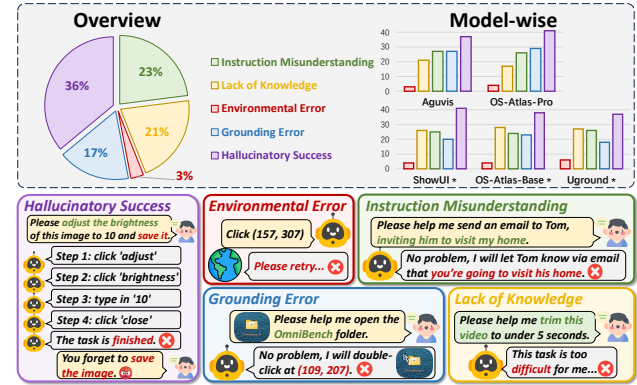 Overview
36%
23%
21%
3%
17%
Instruction Misunderstanding
Lack of Knowledge
Environmental Error
Grounding Error
Hallucinatory Success
Model-wise
40
30
20
10
0
Aguvis
OS-Atlas-Pro
40
30
20
10
0
ShowUI *
OS-Atlas-Base *
Uground *
Hallucinatory Success
Please adjust the brightness
of this image to 10 and save it.
Step 1: click 'adjust'
Step 2: click 'brightness'
Step 3: type in '10'
Step 4: click 'close'
The task is finished.
You forget to save
the image.
Environmental Error
Click (157, 307)
Please retry...
Instruction Misunderstanding
Please help me send an email to Tom,
inviting him to visit my home.
No problem, I will let Tom know via email
that you're going to visit his home.
Grounding Error
Please help me open the
OmniBench folder.
No problem, I will double-
click at (109, 207).
Lack of Knowledge
Please help me trim this
video to under 5 seconds.
This task is too
difficult for me...